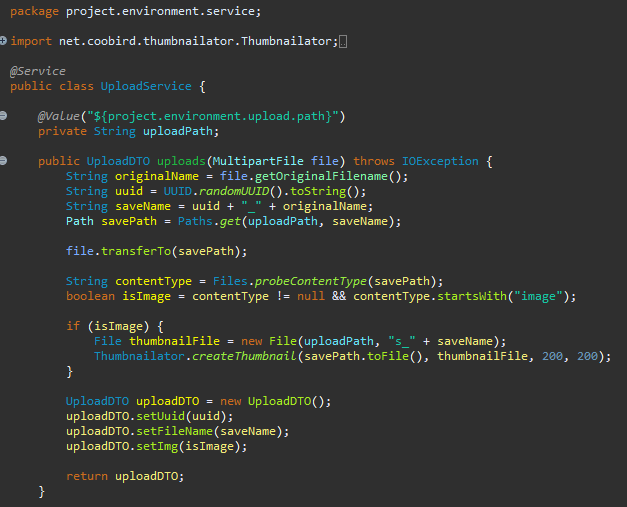 package project.environment.service;
import net.coobird.thumbnailator.Thumbnailator;
@Service
public class UploadService {
@Value("${project.environment.upload.path}")
private String uploadPath;
public UploadDTO uploads(MultipartFile file) throws IOException {
String originalName = file.getOriginalFilename();
String uuid = UUID.randomUUID().toString();
String saveName = uuid + "_" + originalName;
Path savePath = Paths.get(uploadPath, saveName);
file.transferTo(savePath);
String contentType = Files.probeContentType(savePath);
boolean isImage = contentType != null && contentType.startsWith("image");
if (isImage) {
File thumbnailFile = new File(uploadPath, "s_" + saveName);
Thumbnailator.createThumbnail(savePath.toFile(), thumbnailFile, 200, 200);
}
UploadDTO uploadDTO = new UploadDTO();
uploadDTO.setUuid(uuid);
uploadDTO.setFileName(saveName);
uploadDTO.setImg(isImage);
return uploadDTO;
}